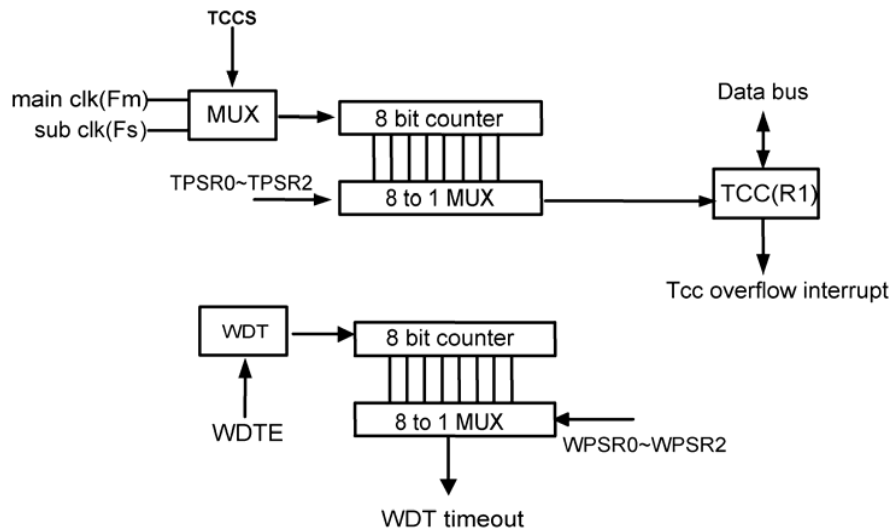 TCCS
main clk(Fm)
MUX
sub clk(Fs)
8 bit counter
Data bus
TPSR0~TPSR2
8 to 1 MUX
TCC(R1)
Tcc overflow interrupt
WDT
8 bit counter
WDTE
8 to 1 MUX
WPSR0~WPSR2
WDT timeout